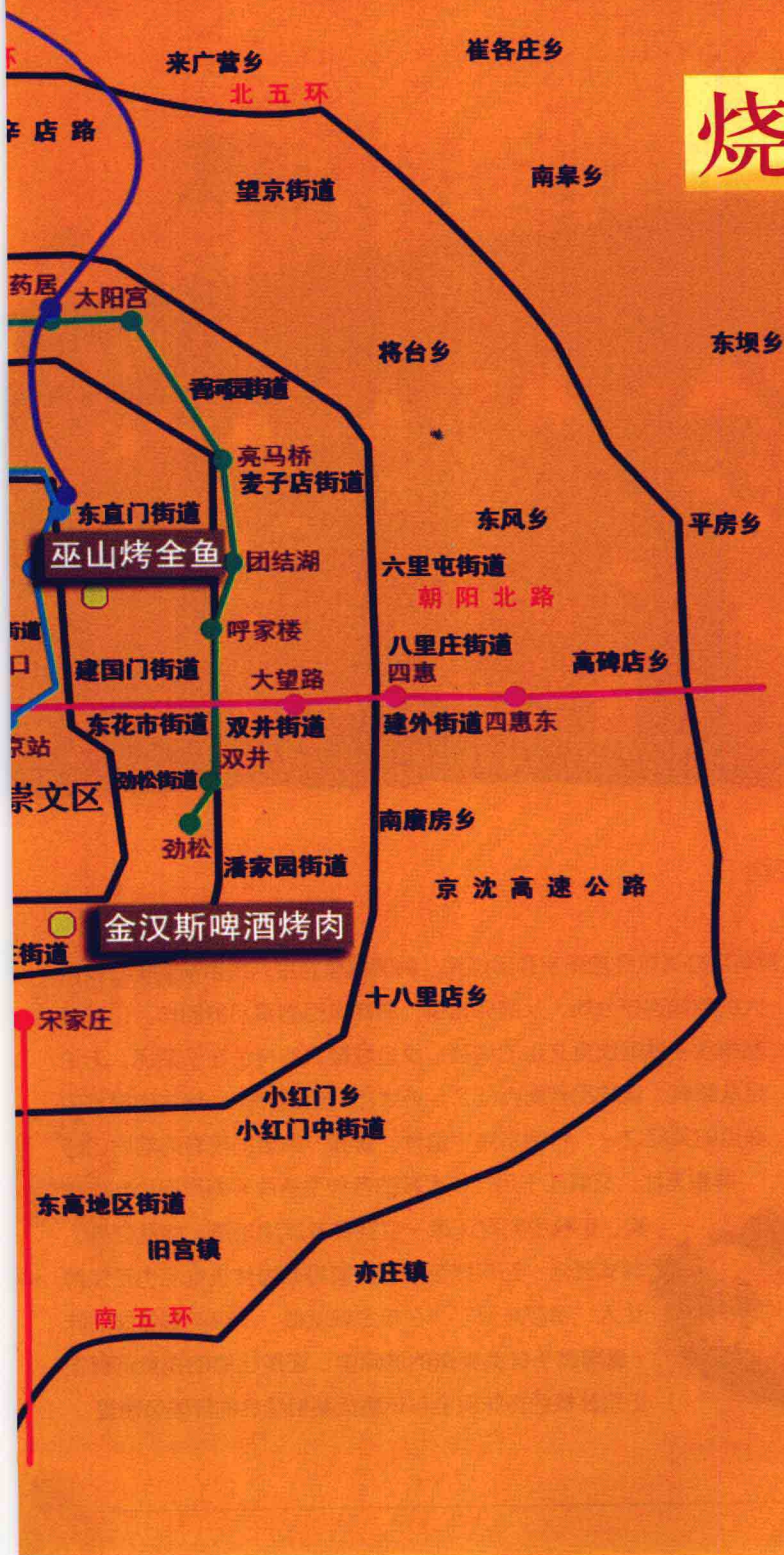 崔各庄乡
来广营乡
北五环
店路
烧
南皋乡
望京街道
药居
太阳宫
东坝乡
将台乡
亮马桥
麦子店街道
东直门街道
东风乡
平房乡
巫山烤全鱼
团结湖
六里屯街道
朝阳北路
街道
呼家楼
八里庄街道
口
建国门街道
大望路
四惠
高碑店乡
东花市街道
双井街道
建外街道
四惠东
京站
双井
劲松街道
崇文区
南磨房乡
劲松
潘家园街道
京沈高速公路
金汉斯啤酒烤肉
街道
十八里店乡
宋家庄
小红门乡
小红门中街道
东高地区街道
旧宫镇
亦庄镇
南五环